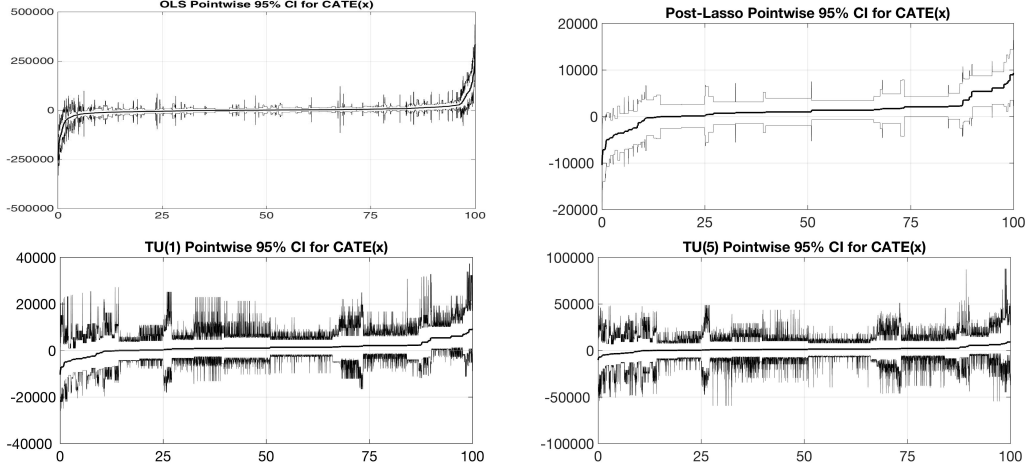 OLS Pointwise 95% CI for CATE(x)
500000
250000
0
-250000
-500000
0 25 50 75 100
Post-Lasso Pointwise 95% CI for CATE(x)
20000
10000
0
-10000
-20000
0 25 50 75 100
TU(1) Pointwise 95% CI for CATE(x)
40000
20000
0
-20000
-40000
0 25 50 75 100
TU(5) Pointwise 95% CI for CATE(x)
100000
50000
0
-50000
-100000
0 25 50 75 100